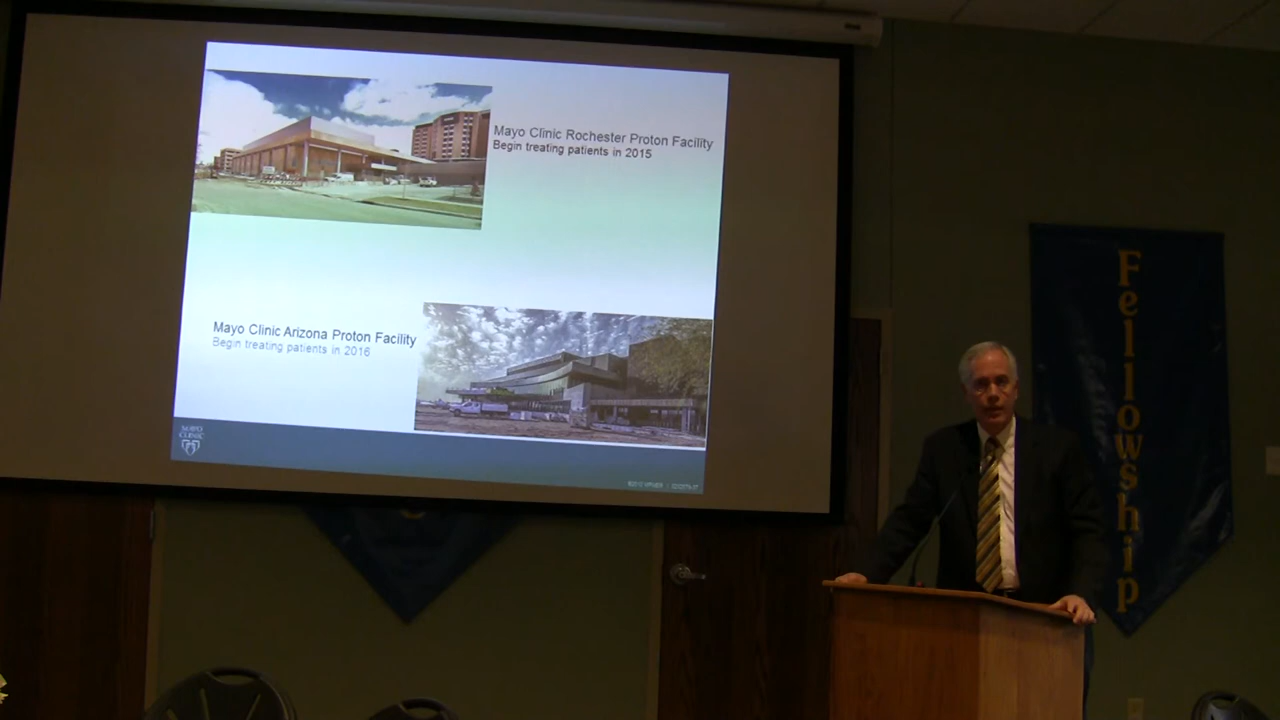 Mayo Clinic Rochester Proton Facility
Begin treating patients in 2015
Mayo Clinic Arizona Proton Facility
Begin treating patients in 2016
MAYO
CLINIC
Fellowship